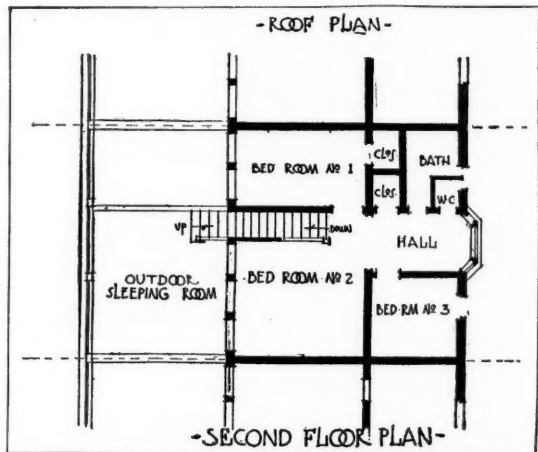 -ROOF PLAN-
BED ROOM No 1
CLOS.
BATH
CLOS.
W.C.
UP
DOWN
HALL
OUTDOOR
SLEEPING ROOM
BED ROOM No 2
BED RM No 3
-SECOND FLOOR PLAN-